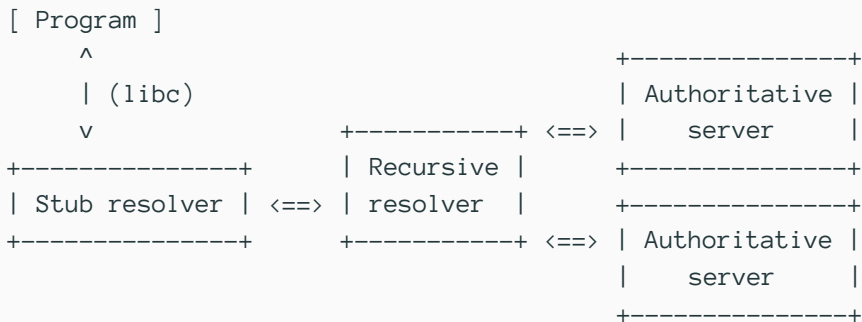 [ Program ]
^ +---------------+
| (libc) | Authoritative |
v +-----------+ <==> | server |
+---------------+ | Recursive | +---------------+
| Stub resolver | <==> | resolver | +---------------+
+---------------+ +-----------+ <==> | Authoritative |
| server |
+---------------+